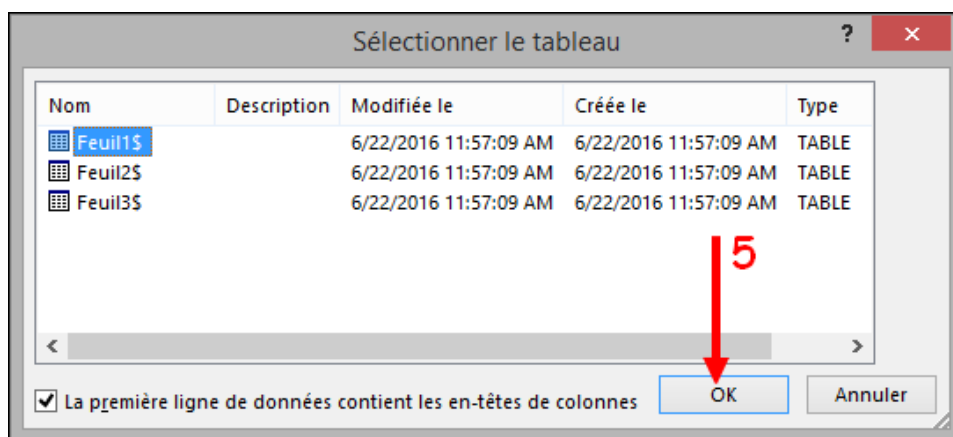 Sélectionner le tableau
?
Nom Description Modifiée le Créée le Type
Feuil1$ 6/22/2016 11:57:09 AM 6/22/2016 11:57:09 AM TABLE
Feuil2$ 6/22/2016 11:57:09 AM 6/22/2016 11:57:09 AM TABLE
Feuil3$ 6/22/2016 11:57:09 AM 6/22/2016 11:57:09 AM TABLE
5
La première ligne de données contient les en-têtes de colonnes OK Annuler